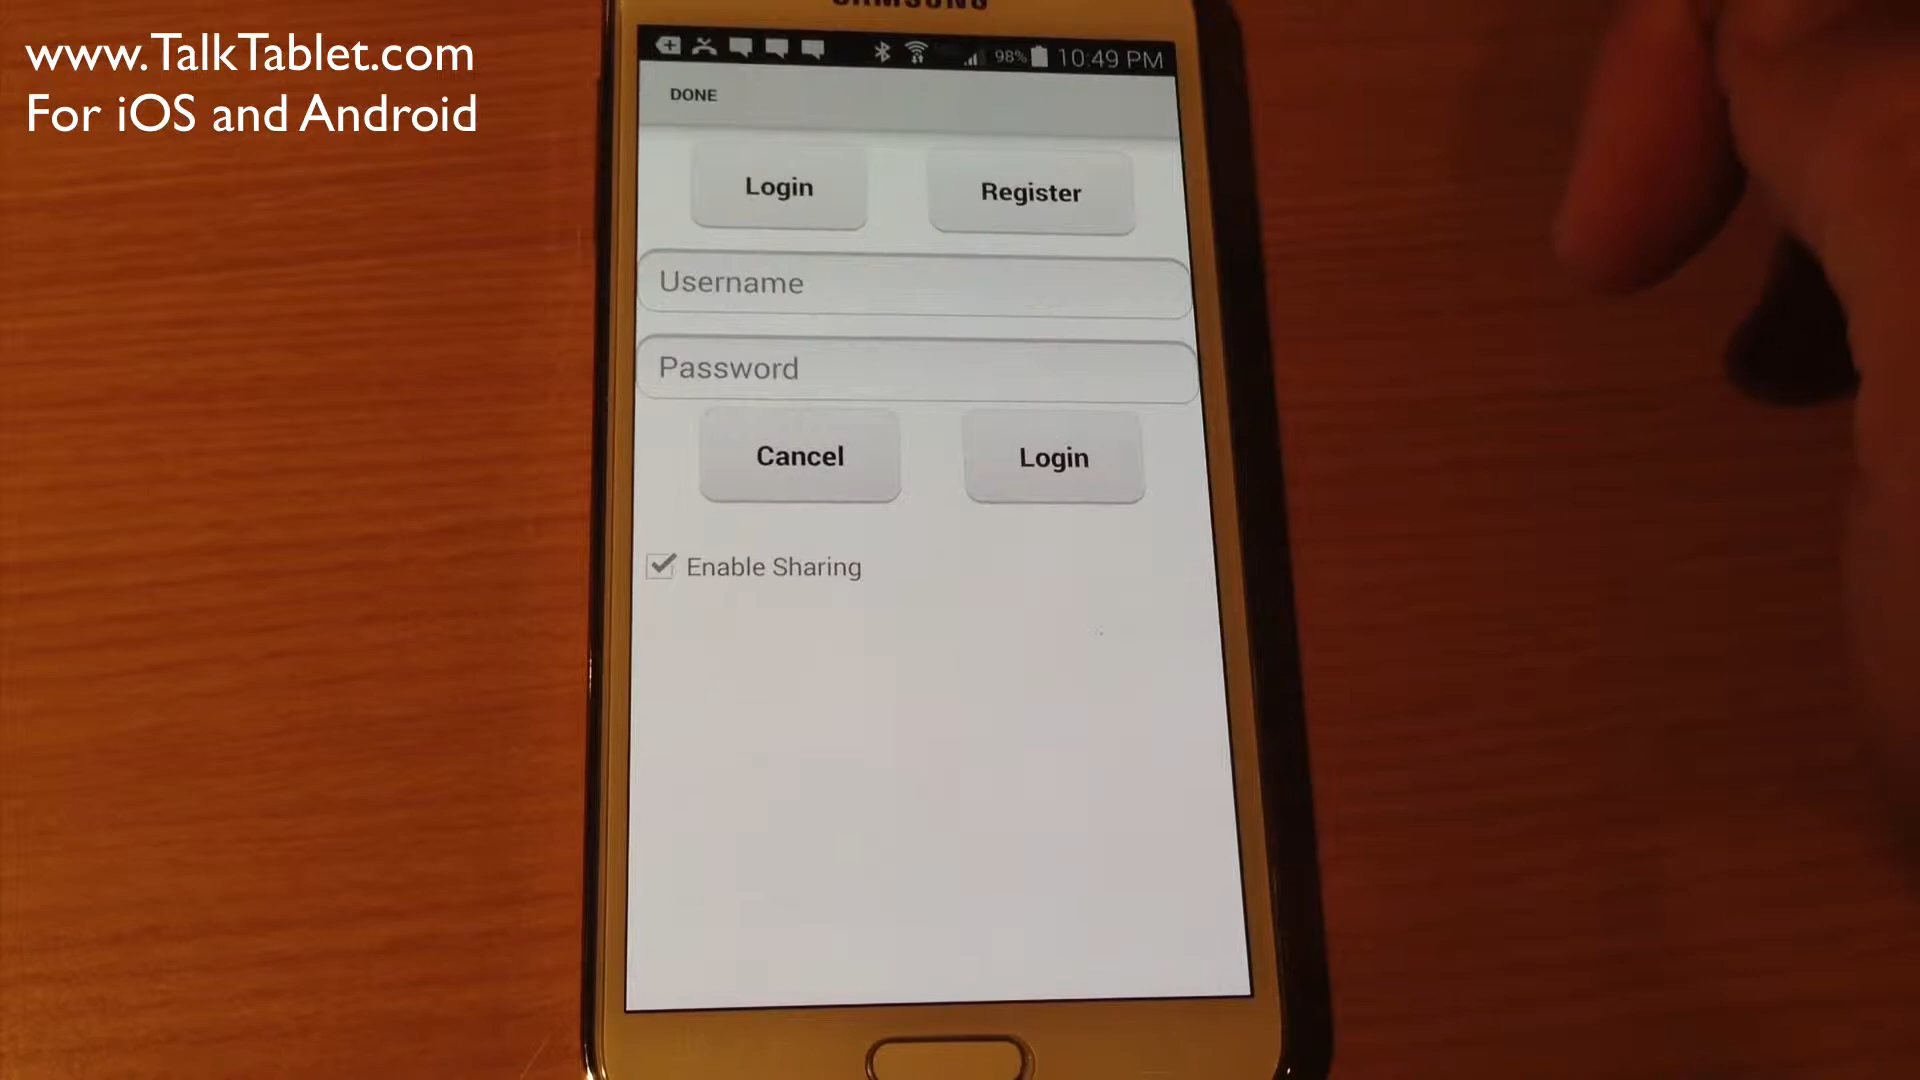 www.TalkTablet.com
For iOS and Android
SAMSUNG
98% 10:49 PM
DONE
Login Register
Username
Password
Cancel Login
Enable Sharing